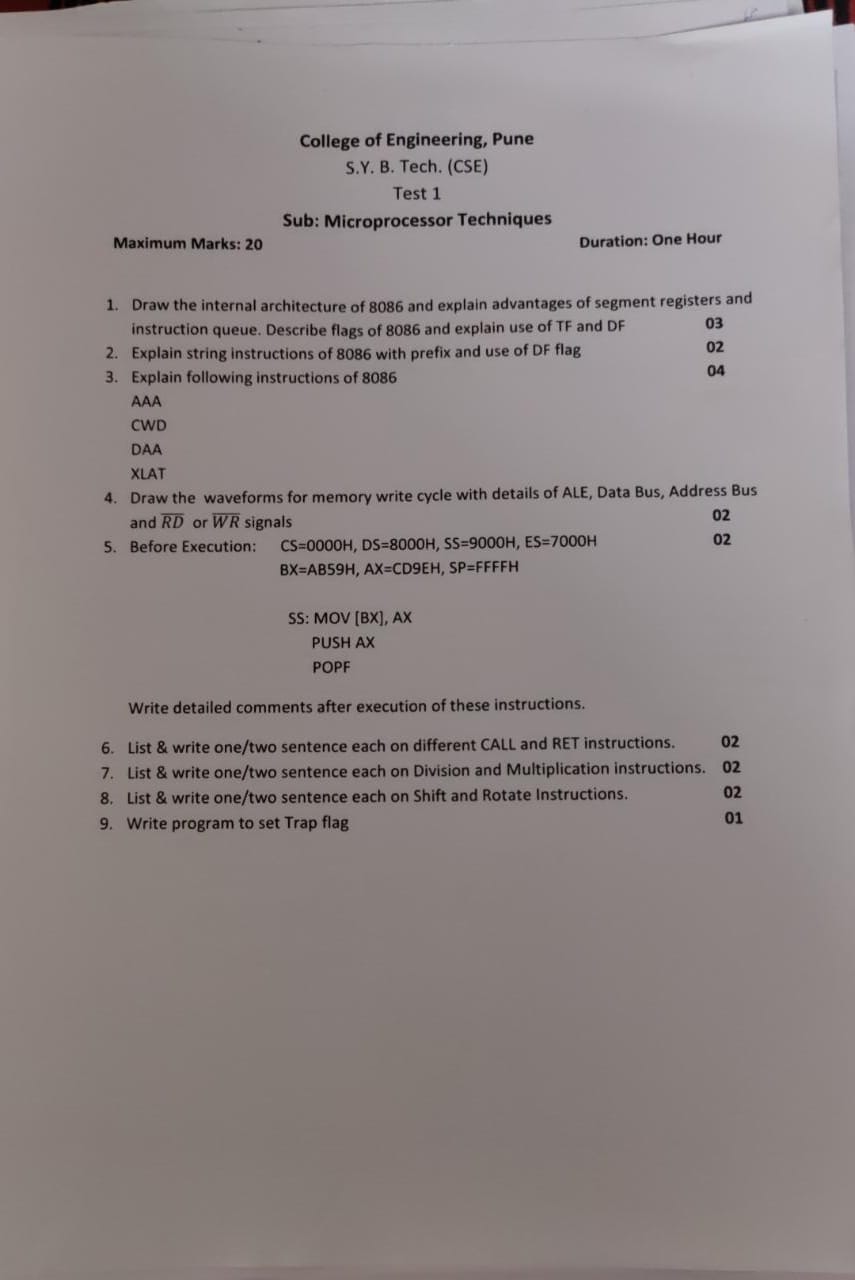 College of Engineering, Pune
S.Y. B. Tech. (CSE)
Test 1
Sub: Microprocessor Techniques
Maximum Marks: 20 Duration: One Hour
1. Draw the internal architecture of 8086 and explain advantages of segment registers and
instruction queue. Describe flags of 8086 and explain use of TF and DF 03
2. Explain string instructions of 8086 with prefix and use of DF flag 02
3. Explain following instructions of 8086 04
AAA
CWD
DAA
XLAT
4. Draw the waveforms for memory write cycle with details of ALE, Data Bus, Address Bus
and R̅D̅ or W̅R̅ signals 02
5. Before Execution: CS=0000H, DS=8000H, SS=9000H, ES=7000H 02
BX=AB59H, AX=CD9EH, SP=FFFFH
SS: MOV [BX], AX
PUSH AX
POPF
Write detailed comments after execution of these instructions.
6. List & write one/two sentence each on different CALL and RET instructions. 02
7. List & write one/two sentence each on Division and Multiplication instructions. 02
8. List & write one/two sentence each on Shift and Rotate Instructions. 02
9. Write program to set Trap flag 01